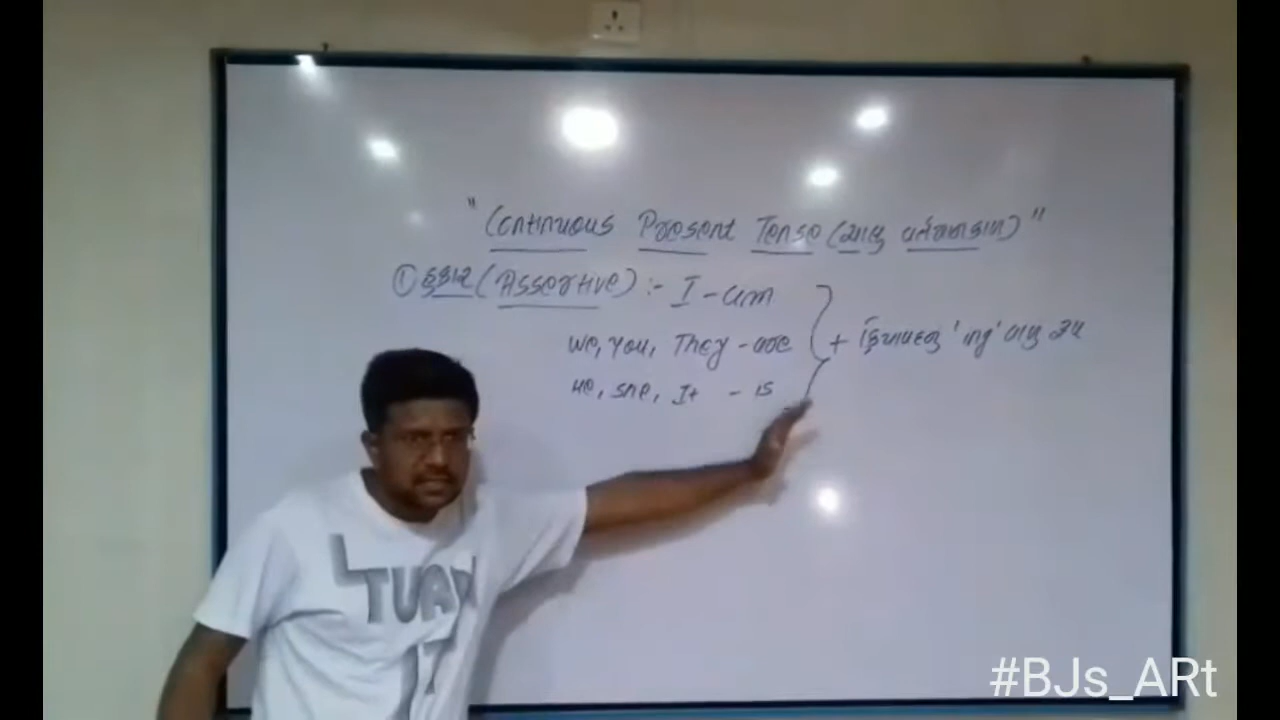 "Continuous Present Tense (ચાલુ વર્તમાનકાળ)"
① હકાર (Assertive) :- I - am
We, you, They - are
He, She, It - is
+ ક્રિયાપદનું 'ing' વાળુ રૂપ
TUA
#BJs_ARt